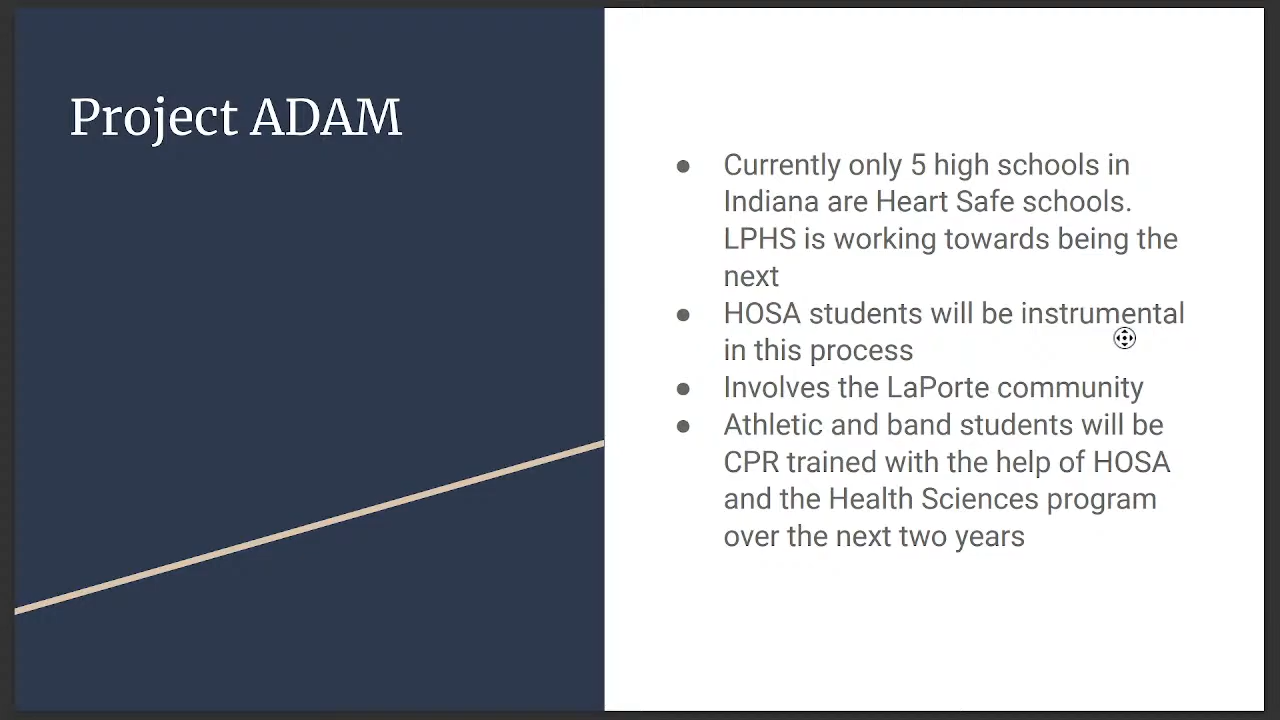 Project ADAM
● Currently only 5 high schools in
Indiana are Heart Safe schools.
LPHS is working towards being the
next
● HOSA students will be instrumental
in this process
● Involves the LaPorte community
● Athletic and band students will be
CPR trained with the help of HOSA
and the Health Sciences program
over the next two years